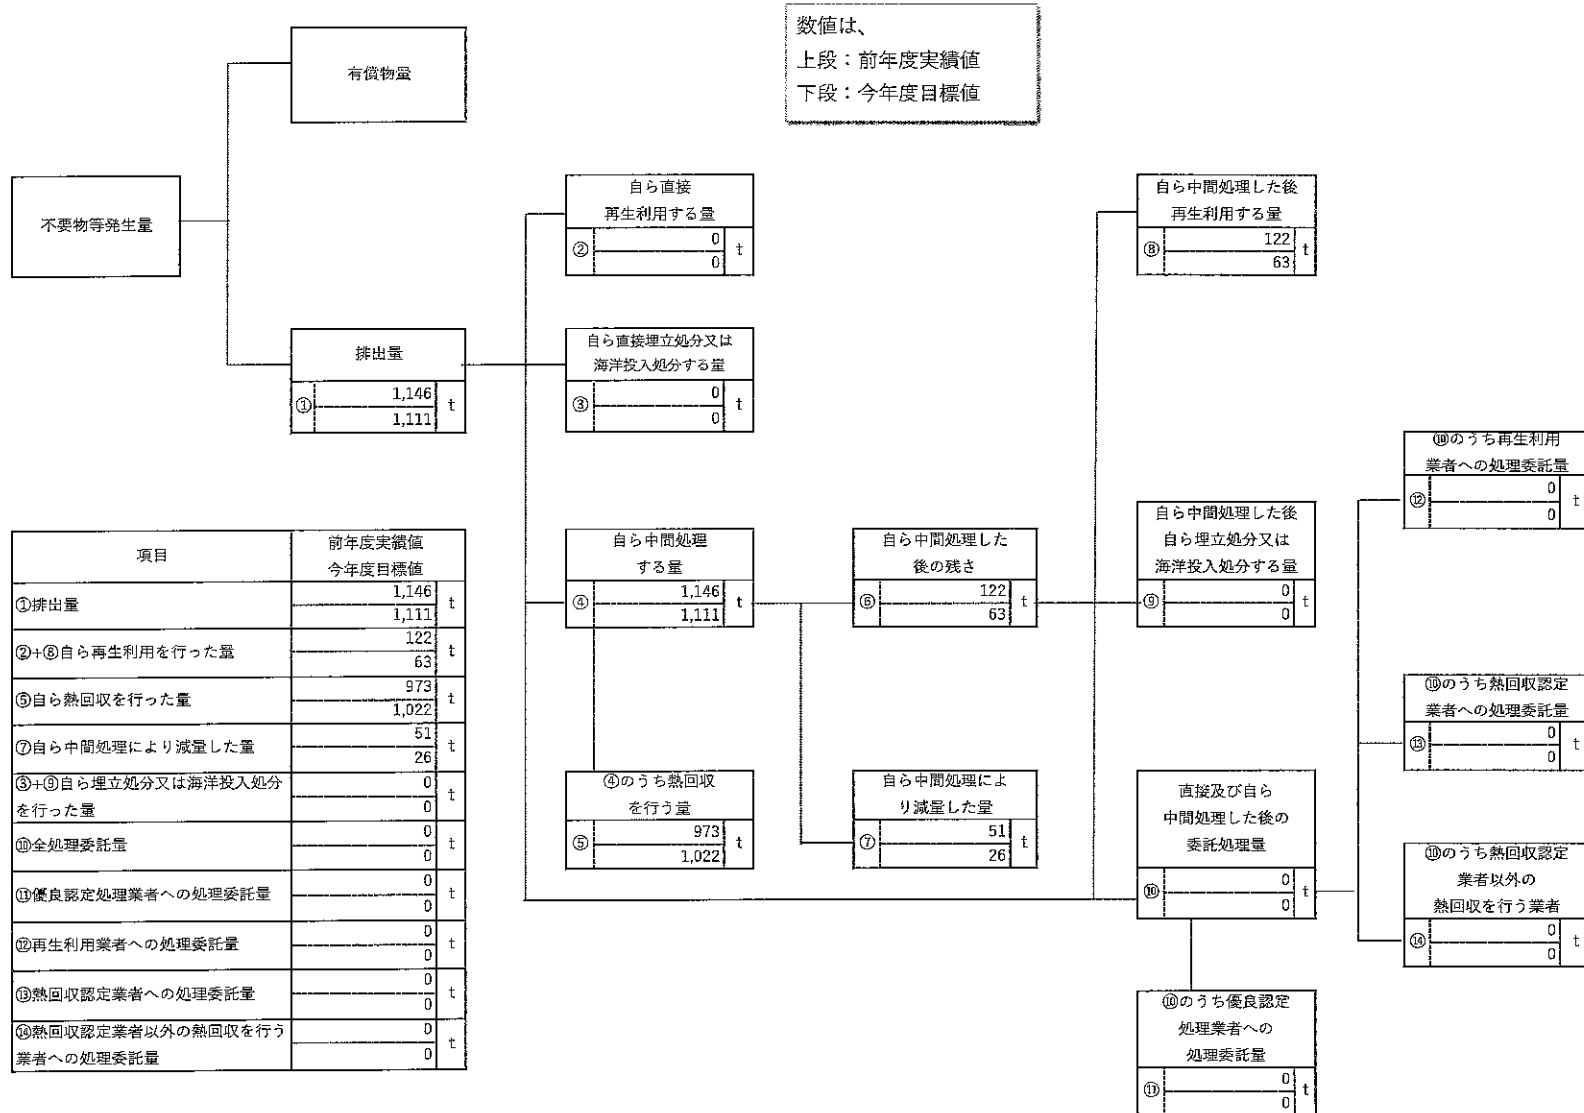 数値は、
上段：前年度実績値
下段：今年度目標値
有償物量
不要物等発生量
排出量
① 1,146 t
1,111
自ら直接
再生利用する量
② 0 t
0
自ら直接埋立処分又は
海洋投入処分する量
③ 0 t
0
自ら中間処理
する量
④ 1,146 t
1,111
④のうち熱回収
を行う量
⑤ 973 t
1,022
自ら中間処理した
後の残さ
⑥ 122 t
63
自ら中間処理によ
り減量した量
⑦ 51 t
26
自ら中間処理した後
再生利用する量
⑧ 122 t
63
自ら中間処理した後
自ら埋立処分又は
海洋投入処分する量
⑨ 0 t
0
直接及び自ら
中間処理した後の
委託処理量
⑩ 0 t
0
⑩のうち優良認定
処理業者への
処理委託量
⑪ 0 t
0
⑩のうち再生利用
業者への処理委託量
⑫ 0 t
0
⑩のうち熱回収認定
業者への処理委託量
⑬ 0 t
0
⑩のうち熱回収認定
業者以外の
熱回収を行う業者
⑭ 0 t
0
項目 前年度実績値
今年度目標値
①排出量 1,146 t
1,111
②+⑧自ら再生利用を行った量 122 t
63
⑤自ら熱回収を行った量 973 t
1,022
⑦自ら中間処理により減量した量 51 t
26
③+⑨自ら埋立処分又は海洋投入処分 0 t
を行った量 0
⑩全処理委託量 0 t
0
⑪優良認定処理業者への処理委託量 0 t
0
⑫再生利用業者への処理委託量 0 t
0
⑬熱回収認定業者への処理委託量 0 t
0
⑭熱回収認定業者以外の熱回収を行う 0 t
業者への処理委託量 0